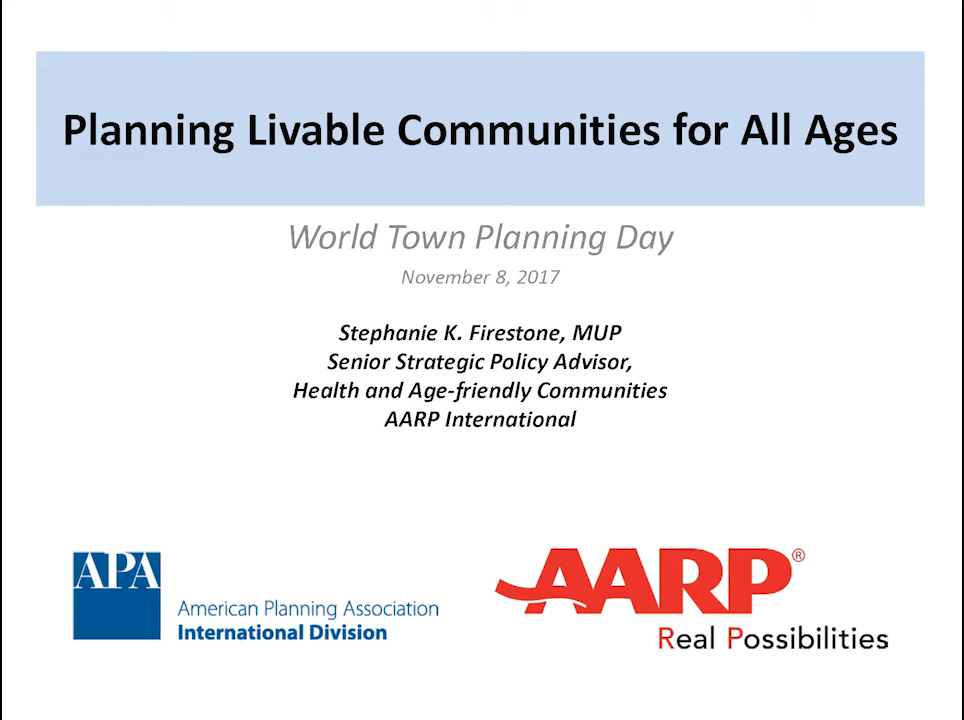 Planning Livable Communities for All Ages
World Town Planning Day
November 8, 2017
Stephanie K. Firestone, MUP
Senior Strategic Policy Advisor,
Health and Age-friendly Communities
AARP International
APA
American Planning Association
International Division
AARP®
Real Possibilities